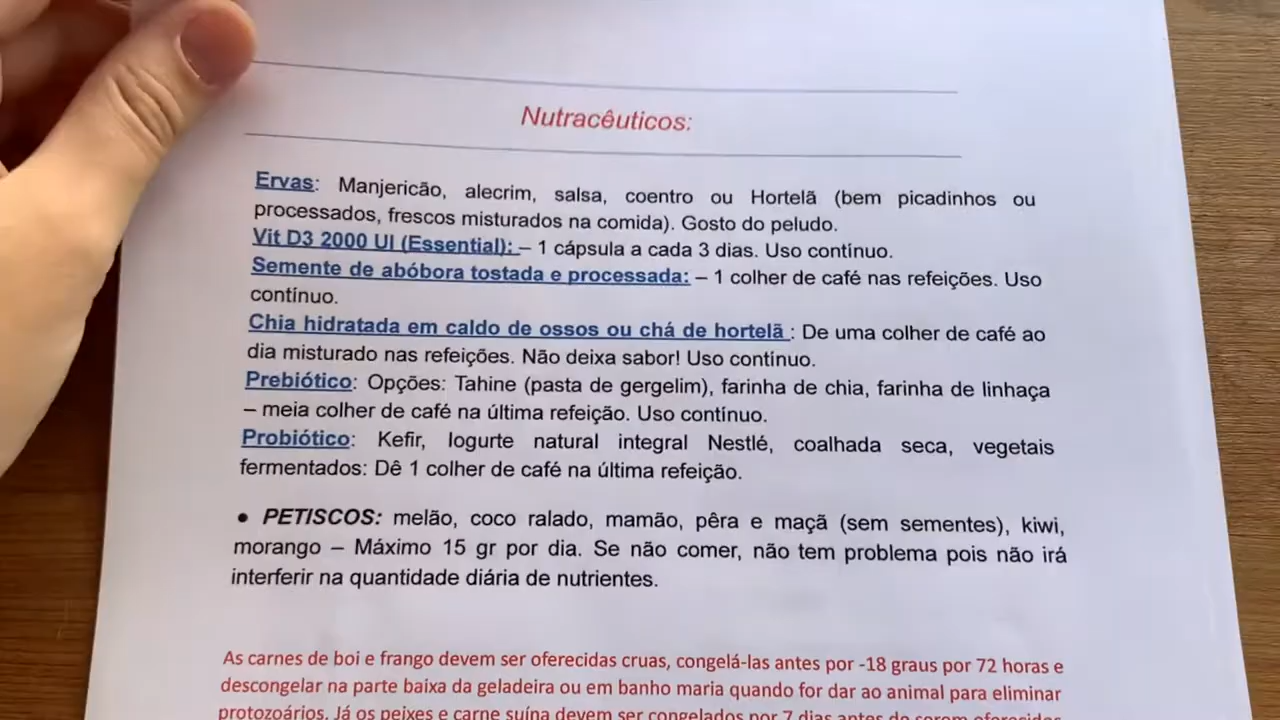 Nutracêuticos:
Ervas: Manjericão, alecrim, salsa, coentro ou Hortelã (bem picadinhos ou
processados, frescos misturados na comida). Gosto do peludo.
Vit D3 2000 UI (Essential): – 1 cápsula a cada 3 dias. Uso contínuo.
Semente de abóbora tostada e processada: – 1 colher de café nas refeições. Uso
contínuo.
Chia hidratada em caldo de ossos ou chá de hortelã : De uma colher de café ao
dia misturado nas refeições. Não deixa sabor! Uso contínuo.
Prebiótico: Opções: Tahine (pasta de gergelim), farinha de chia, farinha de linhaça
– meia colher de café na última refeição. Uso contínuo.
Probiótico: Kefir, Iogurte natural integral Nestlé, coalhada seca, vegetais
fermentados: Dê 1 colher de café na última refeição.
• PETISCOS: melão, coco ralado, mamão, pêra e maçã (sem sementes), kiwi,
morango – Máximo 15 gr por dia. Se não comer, não tem problema pois não irá
interferir na quantidade diária de nutrientes.
As carnes de boi e frango devem ser oferecidas cruas, congelá-las antes por -18 graus por 72 horas e
descongelar na parte baixa da geladeira ou em banho maria quando for dar ao animal para eliminar
protozoários. Já os peixes e carne suína devem ser congelados por 7 dias antes de serem oferecidos